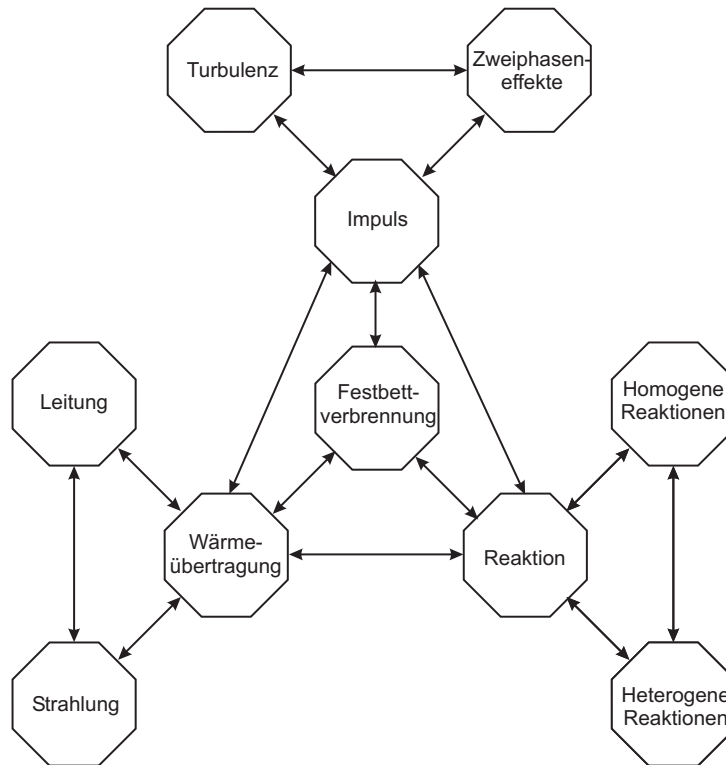 Turbulenz
Zweiphasen-
effekte
Impuls
Leitung
Festbett-
verbrennung
Homogene
Reaktionen
Wärme-
übertragung
Reaktion
Strahlung
Heterogene
Reaktionen